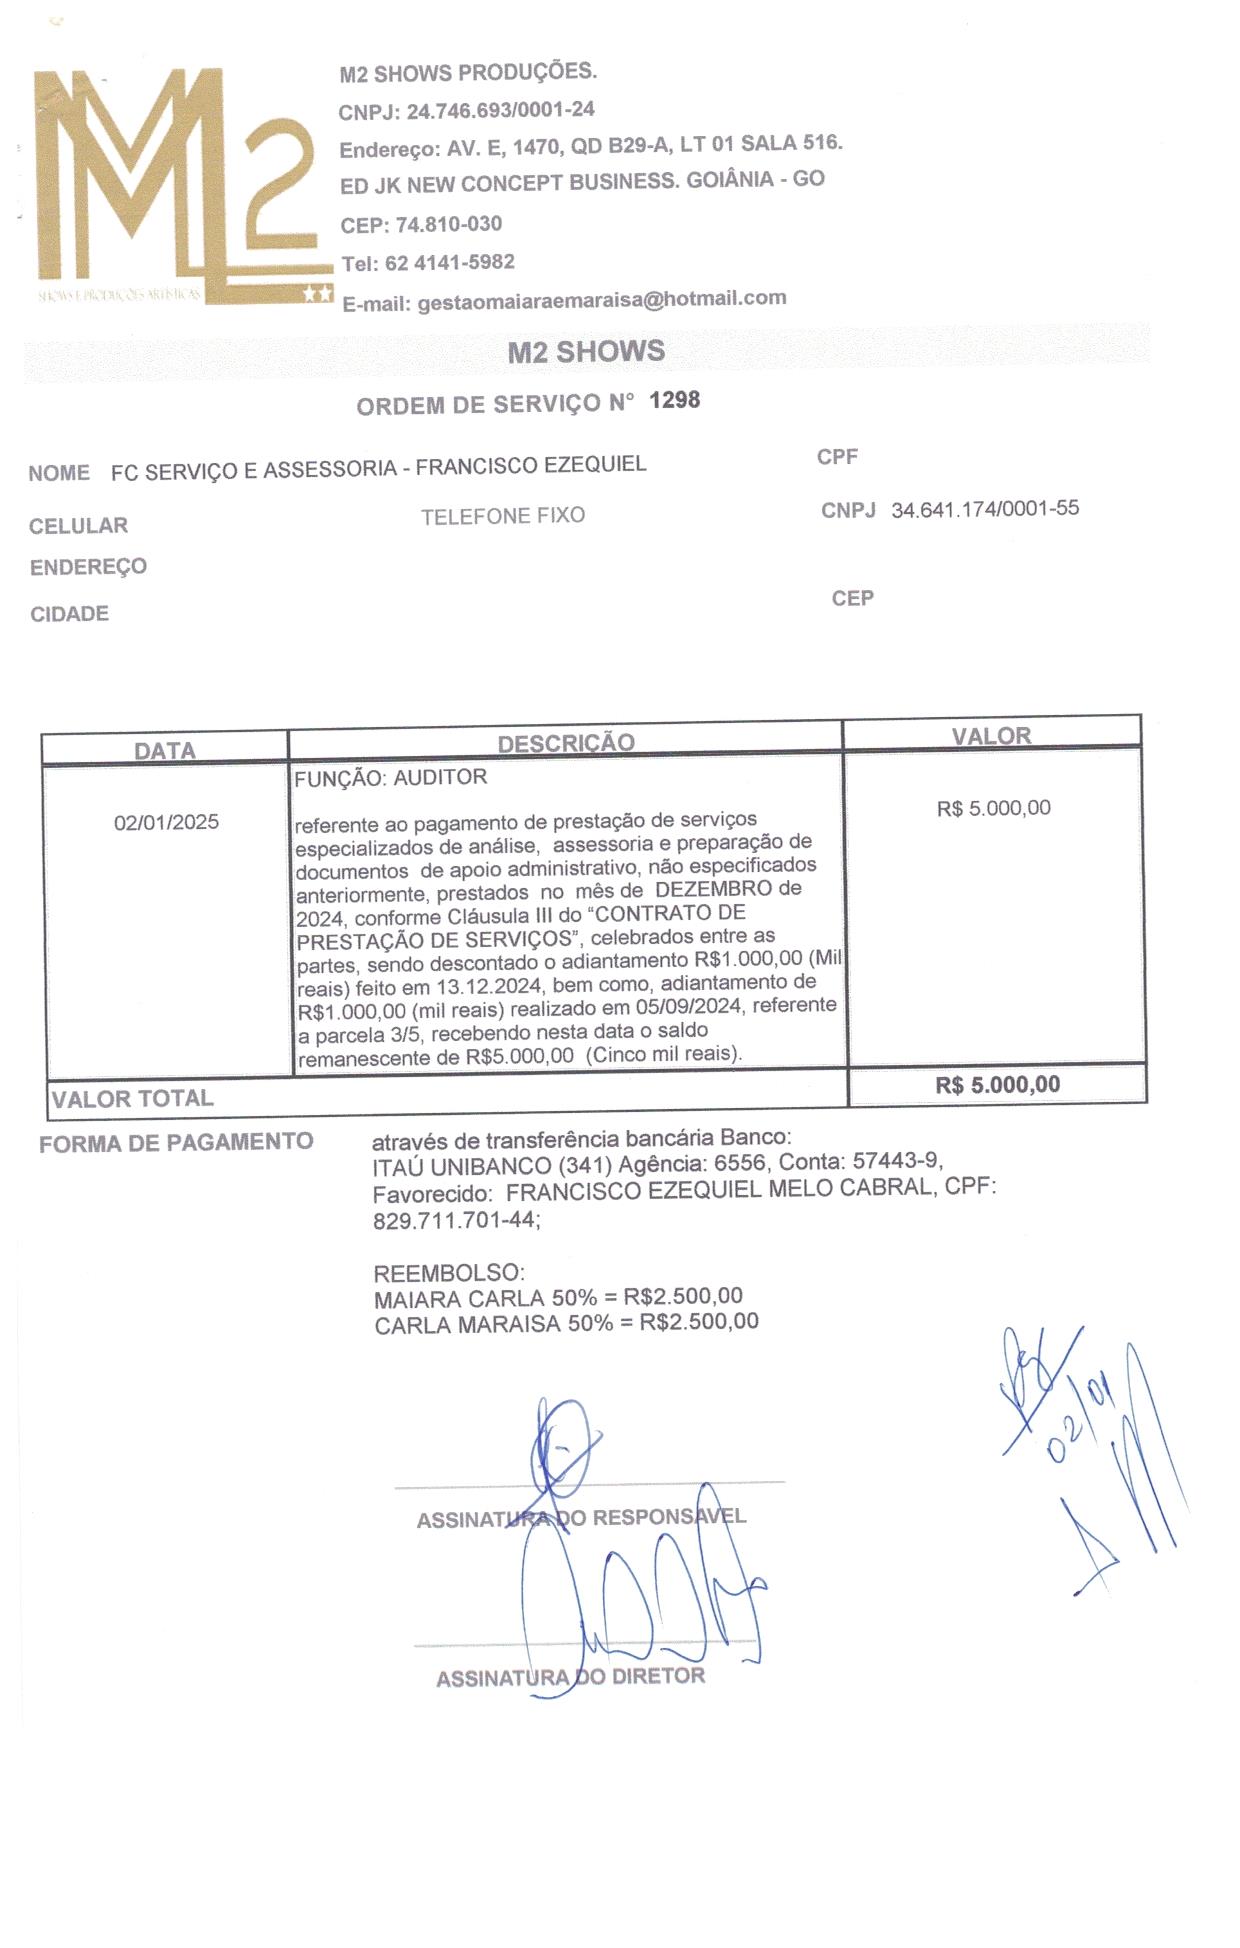 M2 SHOWS PRODUÇÕES.
CNPJ: 24.746.693/0001-24
Endereço: AV. E, 1470, QD B29-A, LT 01 SALA 516.
ED JK NEW CONCEPT BUSINESS. GOIÂNIA - GO
CEP: 74.810-030
Tel: 62 4141-5982
E-mail: gestaomaiaraemaraisa@hotmail.com
M2
SHOWS E PRODUÇÕES ARTÍSTICAS
M2 SHOWS
ORDEM DE SERVIÇO N° 1298
NOME FC SERVIÇO E ASSESSORIA - FRANCISCO EZEQUIEL CPF
CELULAR TELEFONE FIXO CNPJ 34.641.174/0001-55
ENDEREÇO
CIDADE CEP
DATA DESCRIÇÃO VALOR
FUNÇÃO: AUDITOR
02/01/2025 R$ 5.000,00
referente ao pagamento de prestação de serviços
especializados de análise, assessoria e preparação de
documentos de apoio administrativo, não especificados
anteriormente, prestados no mês de DEZEMBRO de
2024, conforme Cláusula III do “CONTRATO DE
PRESTAÇÃO DE SERVIÇOS”, celebrados entre as
partes, sendo descontado o adiantamento R$1.000,00 (Mil
reais) feito em 13.12.2024, bem como, adiantamento de
R$1.000,00 (mil reais) realizado em 05/09/2024, referente
a parcela 3/5, recebendo nesta data o saldo
remanescente de R$5.000,00 (Cinco mil reais).
VALOR TOTAL R$ 5.000,00
FORMA DE PAGAMENTO através de transferência bancária Banco:
ITAÚ UNIBANCO (341) Agência: 6556, Conta: 57443-9,
Favorecido: FRANCISCO EZEQUIEL MELO CABRAL, CPF:
829.711.701-44;
REEMBOLSO:
MAIARA CARLA 50% = R$2.500,00
CARLA MARAISA 50% = R$2.500,00
02/01
ASSINATURA DO RESPONSAVEL
ASSINATURA DO DIRETOR